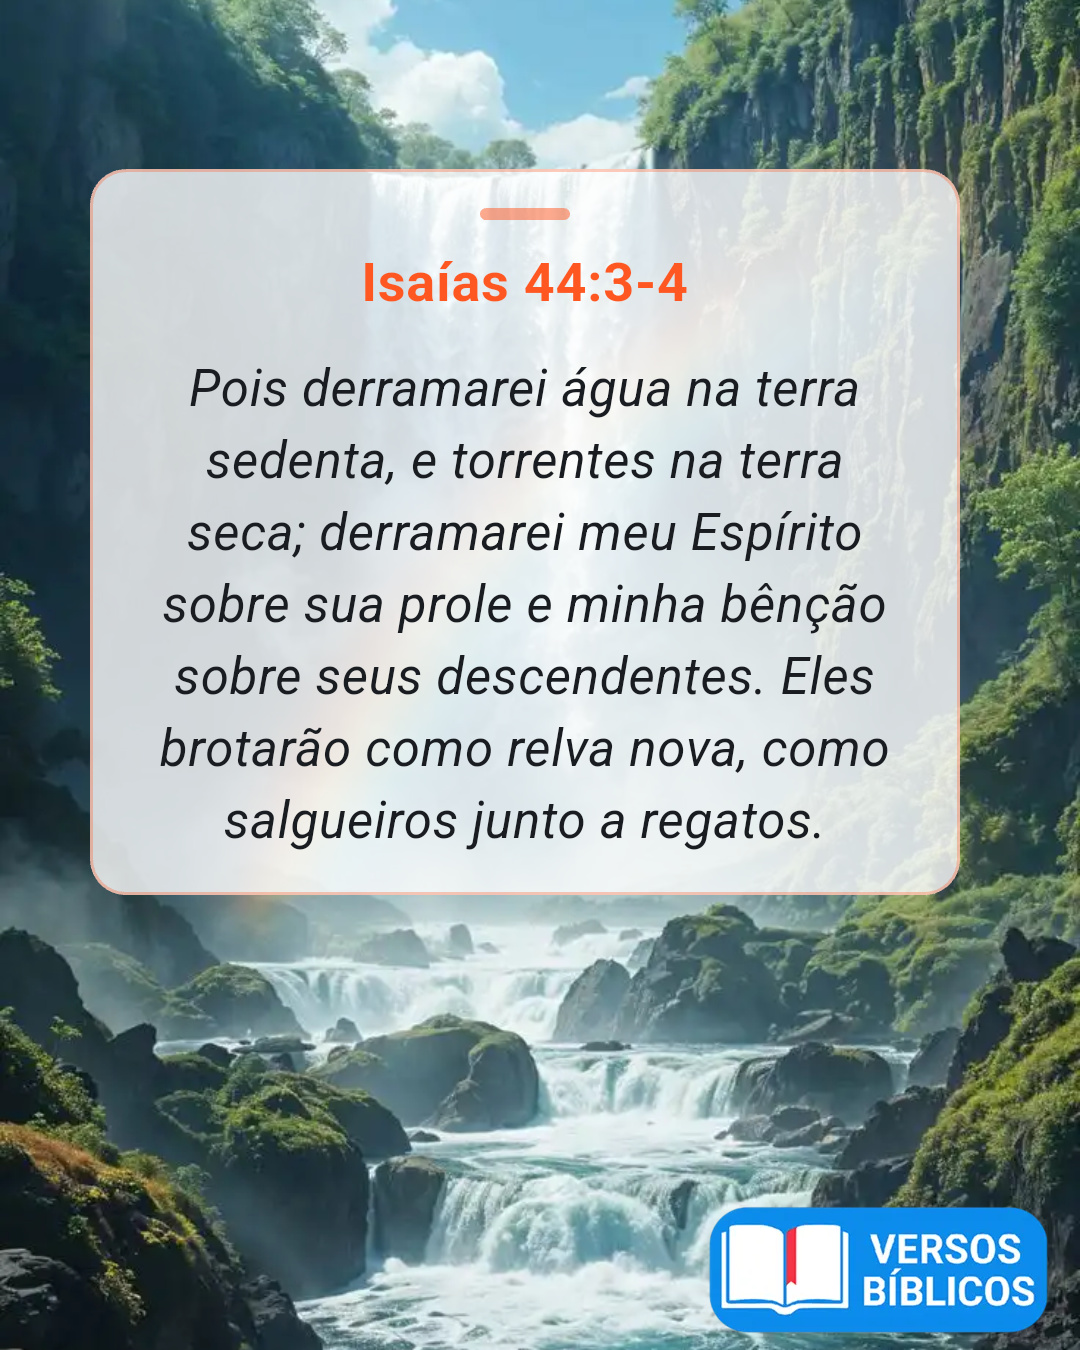 Isaías 44:3-4
Pois derramarei água na terra
sedenta, e torrentes na terra
seca; derramarei meu Espírito
sobre sua prole e minha bênção
sobre seus descendentes. Eles
brotarão como relva nova, como
salgueiros junto a regatos.
VERSOS
BÍBLICOS